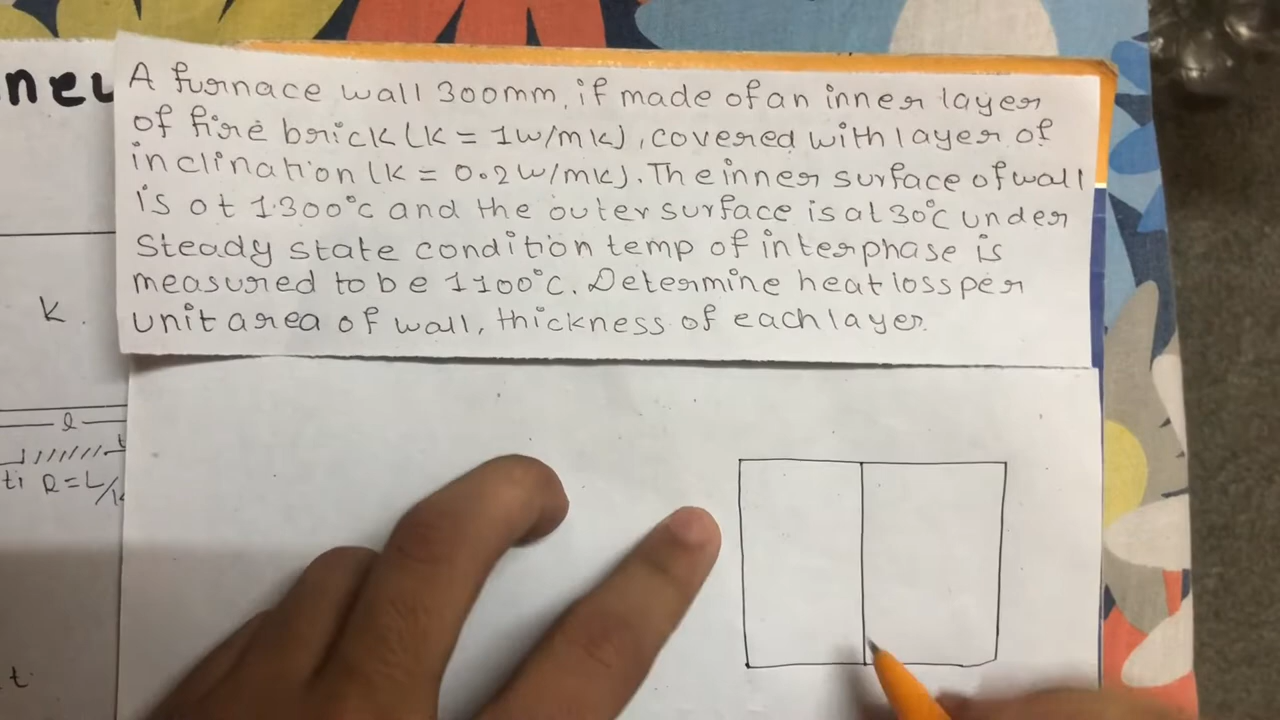 A furnace wall 300mm, if made of an inner layer
of fire brick (K = 1w/mk), covered with layer of
inclination (K = 0.2w/mk). The inner surface of wall
is at 1300°c and the outer surface is at 30°c under
Steady state condition temp of interphase is
measured to be 1100°c. Determine heat loss per
unit area of wall, thickness of each layer.
K.
l
R = L/
t.